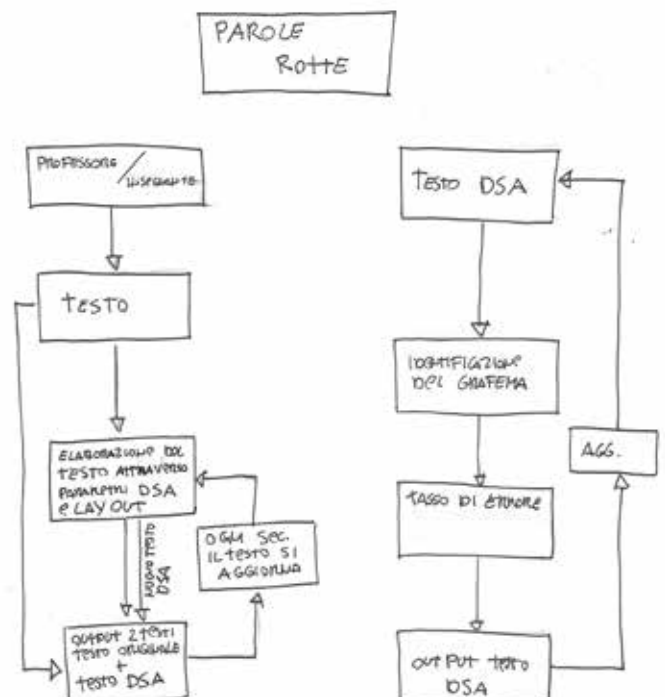 PAROLE
ROTTE
PROFESSORE /
INSEGNANTE
TESTO
ELABORAZIONE DEL
TESTO ATTRAVERSO
PARAMETRI DSA
e LAY OUT
NUOVO TESTO
DSA
OGNI SEC.
IL TESTO SI
AGGIORNA
OUTPUT 2 TESTI
TESTO ORIGINALE
+
TESTO DSA
TESTO DSA
IDENTIFICAZIONE
DEL GRAFEMA
TASSO DI ERRORE
AGG.
OUT PUT TESTO
DSA